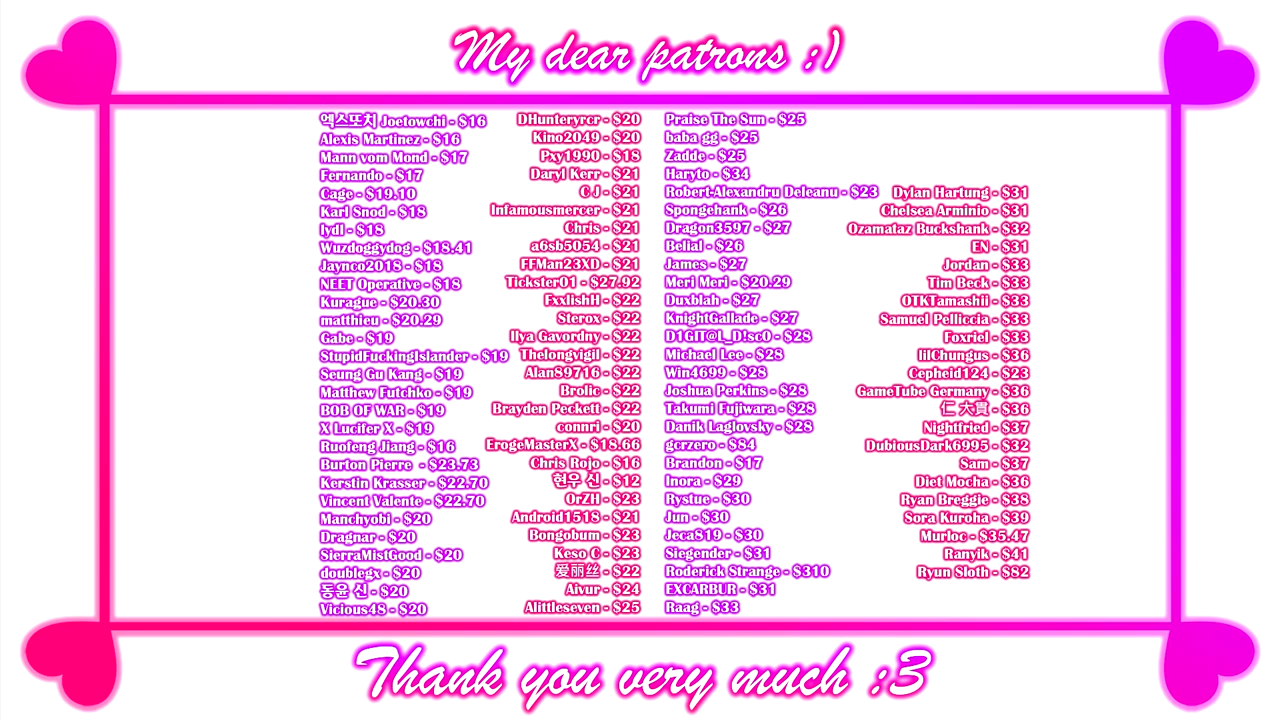 My dear patrons :)
엑스또치 Joetowchi - $16
Alexis Martinez - $16
Mann vom Mond - $17
Fernando - $17
Cage - $19.10
Karl Snod - $18
lydl - $18
Wuzdoggydog - $18.41
Jaynco2018 - $18
NEET Operative - $18
Kurague - $20.30
matthieu - $20.29
Gabe - $19
StupidFuckingIslander - $19
Seung Gu Kang - $19
Matthew Futchko - $19
BOB OF WAR - $19
X Lucifer X - $19
Ruofeng Jiang - $16
Burton Pierre - $23.73
Kerstin Krasser - $22.70
Vincent Valente - $22.70
Manchyobi - $20
Dragnar - $20
SierraMistGood - $20
doublegx - $20
동윤 신 - $20
Vicious48 - $20
DHunteryrcr - $20
Kino2049 - $20
Pxy1990 - $18
Daryl Kerr - $21
C J - $21
Infamousmercer - $21
Chris - $21
a6sb5054 - $21
FFMan23XD - $21
Tickster01 - $27.92
FxxlishH - $22
Sterox - $22
Ilya Gavordny - $22
Thelongvigil - $22
Alan89716 - $22
Brolic - $22
Brayden Peckett - $22
connri - $20
ErogeMasterX - $18.66
Chris Rojo - $16
현우 신 - $12
OrZH - $23
Android1518 - $21
Bongobum - $23
Keso C - $23
爱丽丝 - $22
Aivur - $24
Alittleseven - $25
Praise The Sun - $25
baba gg - $25
Zadde - $25
Haryto - $34
Robert-Alexandru Deleanu - $23
Spongehank - $26
Dragon3597 - $27
Belial - $26
James - $27
Meri Meri - $20.29
Duxblah - $27
KnightGallade - $27
D1GIT@L_D!sc0 - $28
Michael Lee - $28
Win4699 - $28
Joshua Perkins - $28
Takumi Fujiwara - $28
Danik Laglovsky - $28
gcrzero - $84
Brandon - $17
Inora - $29
Rystue - $30
Jun - $30
Jeca819 - $30
Siegender - $31
Roderick Strange - $310
EXCARBUR - $31
Raag - $33
Dylan Hartung - $31
Chelsea Arminio - $31
Ozamataz Buckshank - $32
EN - $31
Jordan - $33
Tim Beck - $33
OTKTamashii - $33
Samuel Pelliccia - $33
Foxriel - $33
lilChungus - $36
Cepheid124 - $23
GameTube Germany - $36
仁 大貫 - $36
Nightfried - $37
DubiousDark6995 - $32
Sam - $37
Diet Mocha - $36
Ryan Breggie - $38
Sora Kuroha - $39
Murloc - $35.47
Ranyik - $41
Ryun Sloth - $82
Thank you very much :3